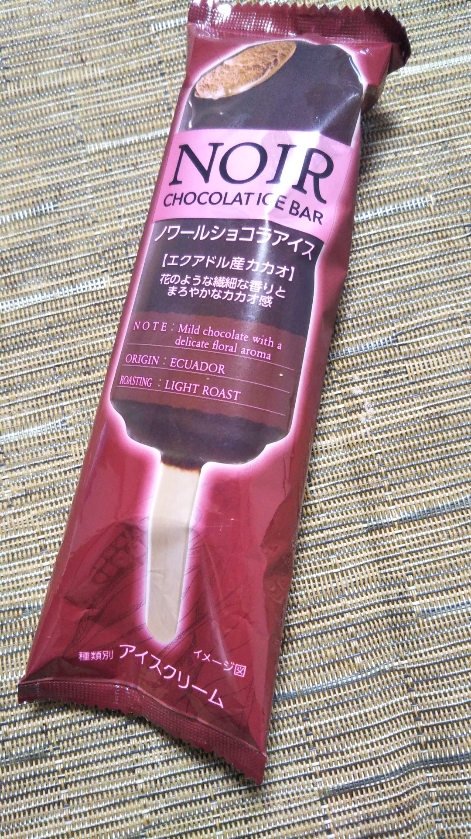 NOIR
CHOCOLAT ICE BAR
ノワールショコラアイス
【エクアドル産カカオ】
花のような繊細な香りと
まろやかなカカオ感
NOTE : Mild chocolate with a
delicate floral aroma
ORIGIN : ECUADOR
ROASTING : LIGHT ROAST
種類別 アイスクリーム
イメージ図